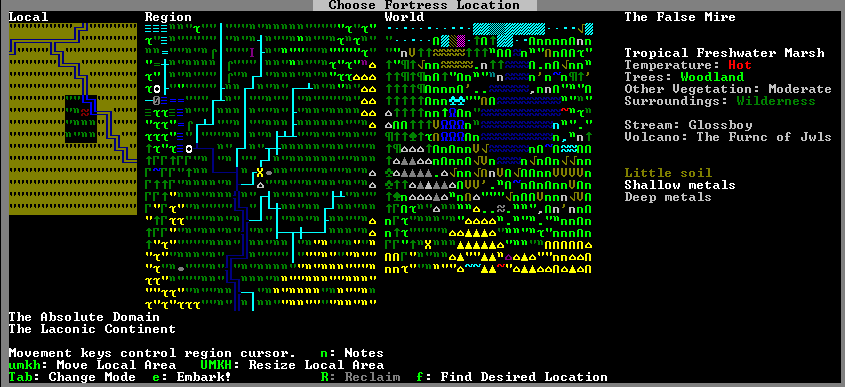 Choose Fortress Location
Local Region World The False Mire
Tropical Freshwater Marsh
Temperature: Hot
Trees: Woodland
Other Vegetation: Moderate
Surroundings: Wilderness
Stream: Glossboy
Volcano: The Furnc of Jwls
Little soil
Shallow metals
Deep metals
The Absolute Domain
The Laconic Continent
Movement keys control region cursor. n: Notes
umkh: Move Local Area UMKH: Resize Local Area
Tab: Change Mode e: Embark! R: Reclaim f: Find Desired Location